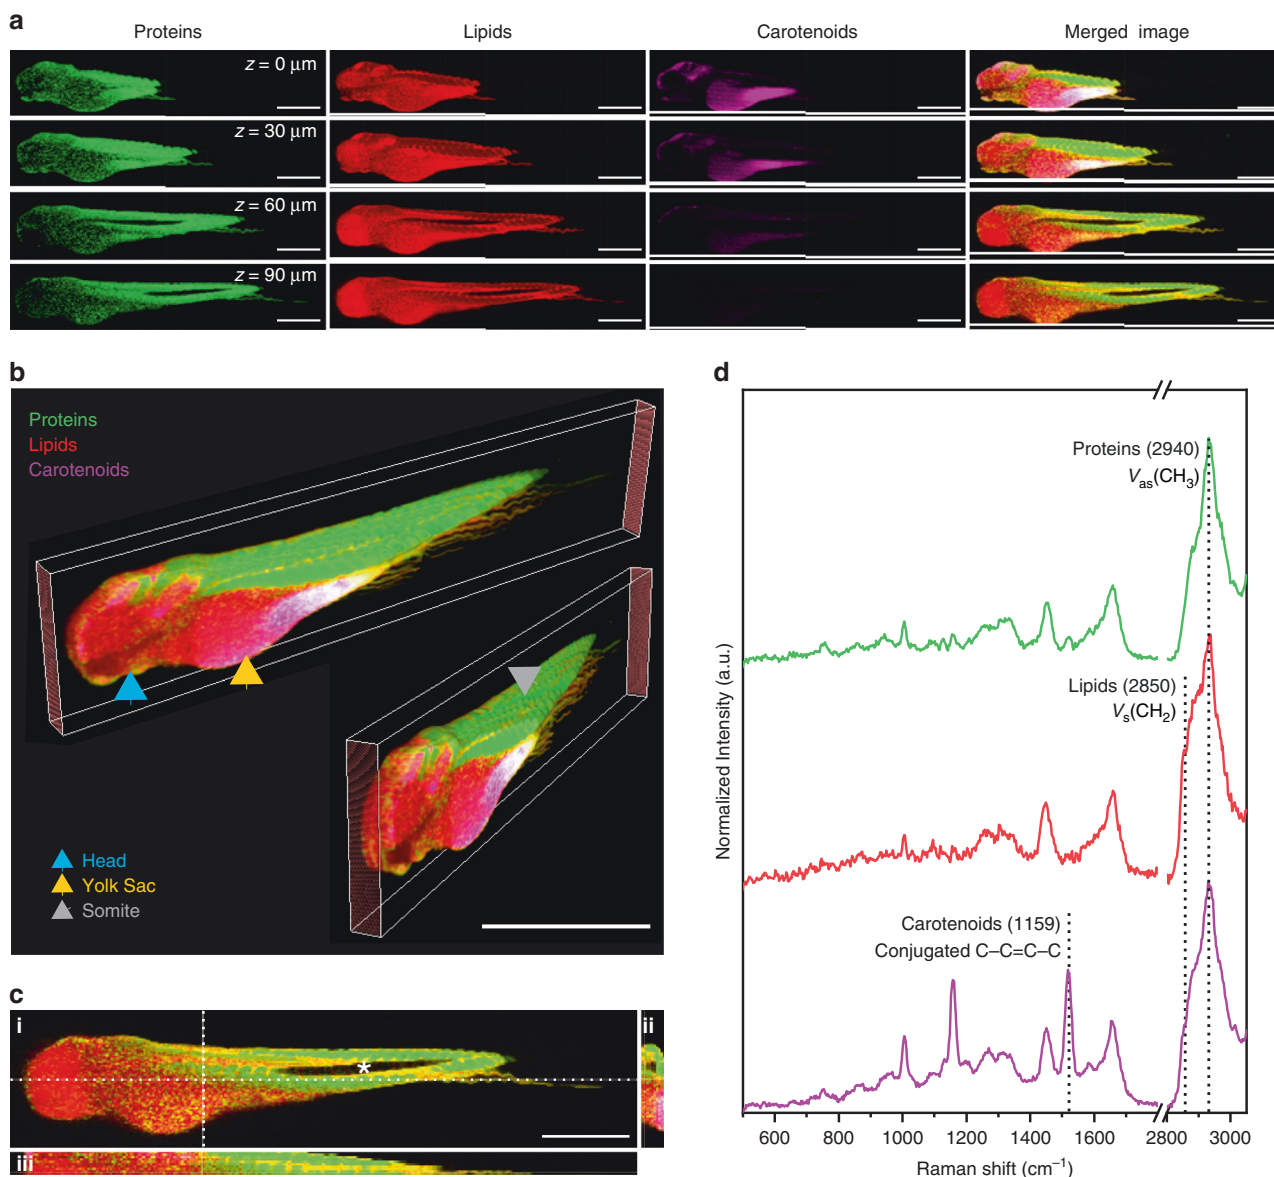 a
Proteins Lipids Carotenoids Merged image
z = 0 μm
z = 30 μm
z = 60 μm
z = 90 μm
b
Proteins
Lipids
Carotenoids
Head
Yolk Sac
Somite
c
i
ii
iii
*
d
Proteins (2940)
Vas(CH3)
Lipids (2850)
Vs(CH2)
Carotenoids (1159)
Conjugated C–C=C–C
Normalized Intensity (a.u.)
600 1000 1200 1400 1600 2800 3000
Raman shift (cm−1)